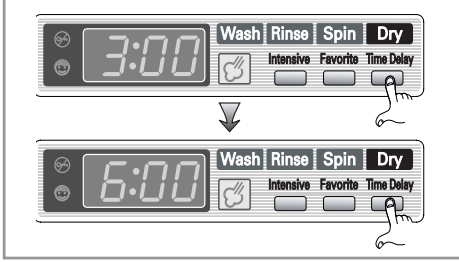 3:00
Wash Rinse Spin Dry
Intensive Favorite Time Delay
6:00
Wash Rinse Spin Dry
Intensive Favorite Time Delay